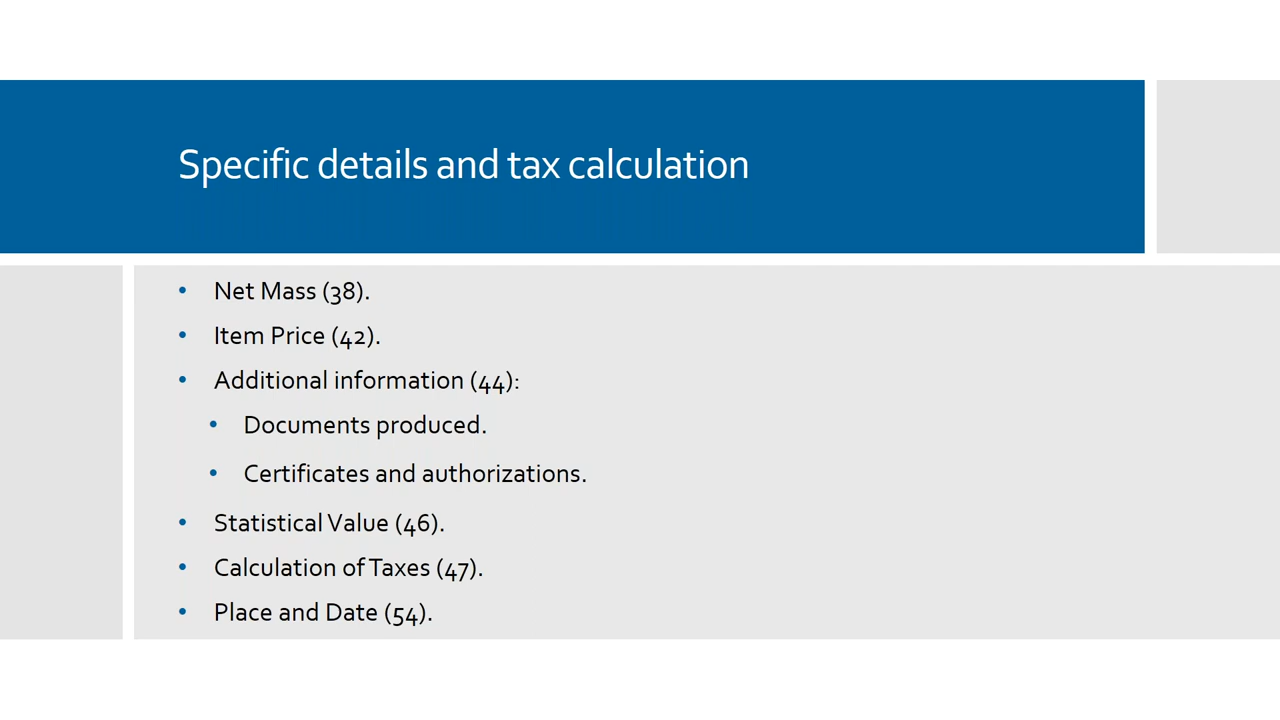 Specific details and tax calculation
• Net Mass (38).
• Item Price (42).
• Additional information (44):
• Documents produced.
• Certificates and authorizations.
• Statistical Value (46).
• Calculation of Taxes (47).
• Place and Date (54).